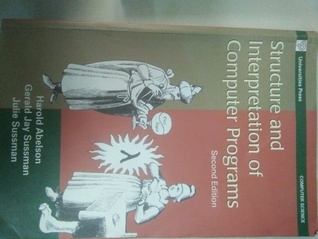 Universities Press
COMPUTER SCIENCE
Structure and
Interpretation of
Computer Programs
Second Edition
Harold Abelson
Gerald Jay Sussman
Julie Sussman